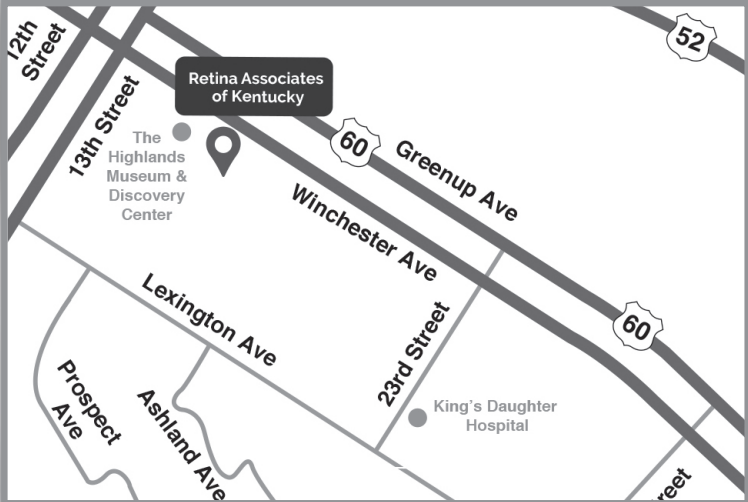 12th
Street
52
Retina Associates
of Kentucky
13th Street
The
Highlands
Museum &
Discovery
Center
60
Greenup Ave
Winchester Ave
Lexington Ave
23rd Street
60
Prospect
Ave
Ashland Ave
King's Daughter
Hospital
reet